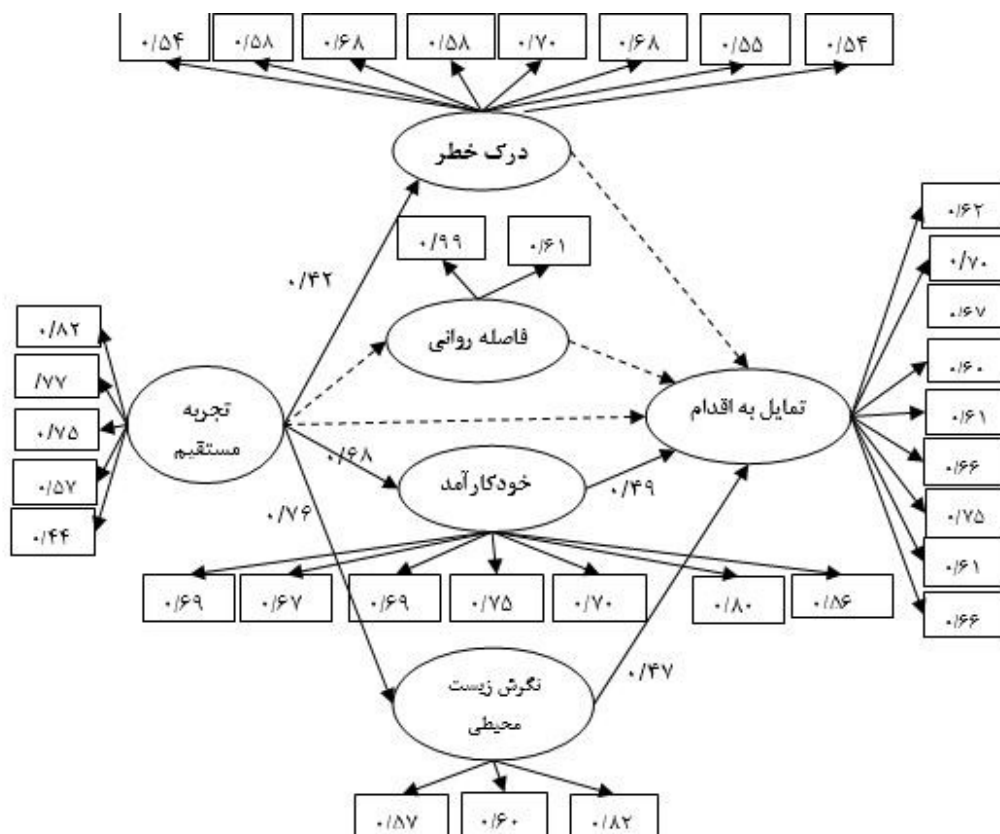 ۰/۵۴ ۰/۵۸ ۰/۶۸ ۰/۵۸ ۰/۷۰ ۰/۶۸ ۰/۵۵ ۰/۵۴
درک خطر
۰/۹۹ ۰/۶۱
۰/۴۲
فاصله روانی
تجربه
مستقیم
۰/۸۲
/۷۷
۰/۷۵
۰/۵۷
۰/۴۴
تمایل به اقدام
۰/۶۲
۰/۷۰
۰/۶۷
۰/۶۰
۰/۶۱
۰/۶۶
۰/۷۵
۰/۶۱
۰/۶۶
۰/۶۸
خودکارآمد
۰/۴۹
۰/۷۶
۰/۶۹ ۰/۶۷ ۰/۶۹ ۰/۷۵ ۰/۷۰ ۰/۸۰ ۰/۵۶
۰/۴۷
نگرش زیست
محیطی
۰/۵۷ ۰/۶۰ ۰/۸۲